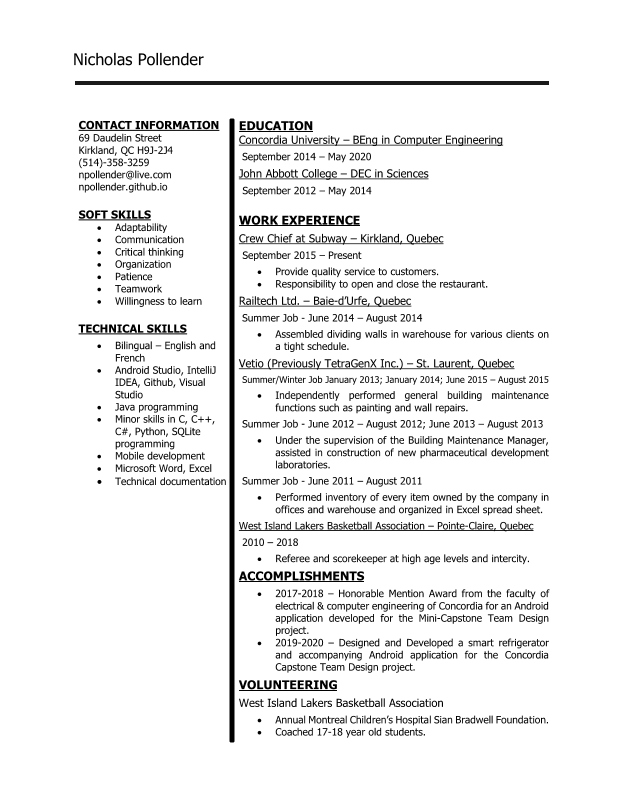 Nicholas Pollender
CONTACT INFORMATION
69 Daudelin Street
Kirkland, QC H9J-2J4
(514)-358-3259
npollender@live.com
npollender.github.io
SOFT SKILLS
• Adaptability
• Communication
• Critical thinking
• Organization
• Patience
• Teamwork
• Willingness to learn
TECHNICAL SKILLS
• Bilingual – English and
French
• Android Studio, IntelliJ
IDEA, Github, Visual
Studio
• Java programming
• Minor skills in C, C++,
C#, Python, SQLite
programming
• Mobile development
• Microsoft Word, Excel
• Technical documentation
EDUCATION
Concordia University – BEng in Computer Engineering
September 2014 – May 2020
John Abbott College – DEC in Sciences
September 2012 – May 2014
WORK EXPERIENCE
Crew Chief at Subway – Kirkland, Quebec
September 2015 – Present
• Provide quality service to customers.
• Responsibility to open and close the restaurant.
Railtech Ltd. – Baie-d’Urfe, Quebec
Summer Job - June 2014 – August 2014
• Assembled dividing walls in warehouse for various clients on
a tight schedule.
Vetio (Previously TetraGenX Inc.) – St. Laurent, Quebec
Summer/Winter Job January 2013; January 2014; June 2015 – August 2015
• Independently performed general building maintenance
functions such as painting and wall repairs.
Summer Job - June 2012 – August 2012; June 2013 – August 2013
• Under the supervision of the Building Maintenance Manager,
assisted in construction of new pharmaceutical development
laboratories.
Summer Job - June 2011 – August 2011
• Performed inventory of every item owned by the company in
offices and warehouse and organized in Excel spread sheet.
West Island Lakers Basketball Association – Pointe-Claire, Quebec
2010 – 2018
• Referee and scorekeeper at high age levels and intercity.
ACCOMPLISHMENTS
• 2017-2018 – Honorable Mention Award from the faculty of
electrical & computer engineering of Concordia for an Android
application developed for the Mini-Capstone Team Design
project.
• 2019-2020 – Designed and Developed a smart refrigerator
and accompanying Android application for the Concordia
Capstone Team Design project.
VOLUNTEERING
West Island Lakers Basketball Association
• Annual Montreal Children’s Hospital Sian Bradwell Foundation.
• Coached 17-18 year old students.